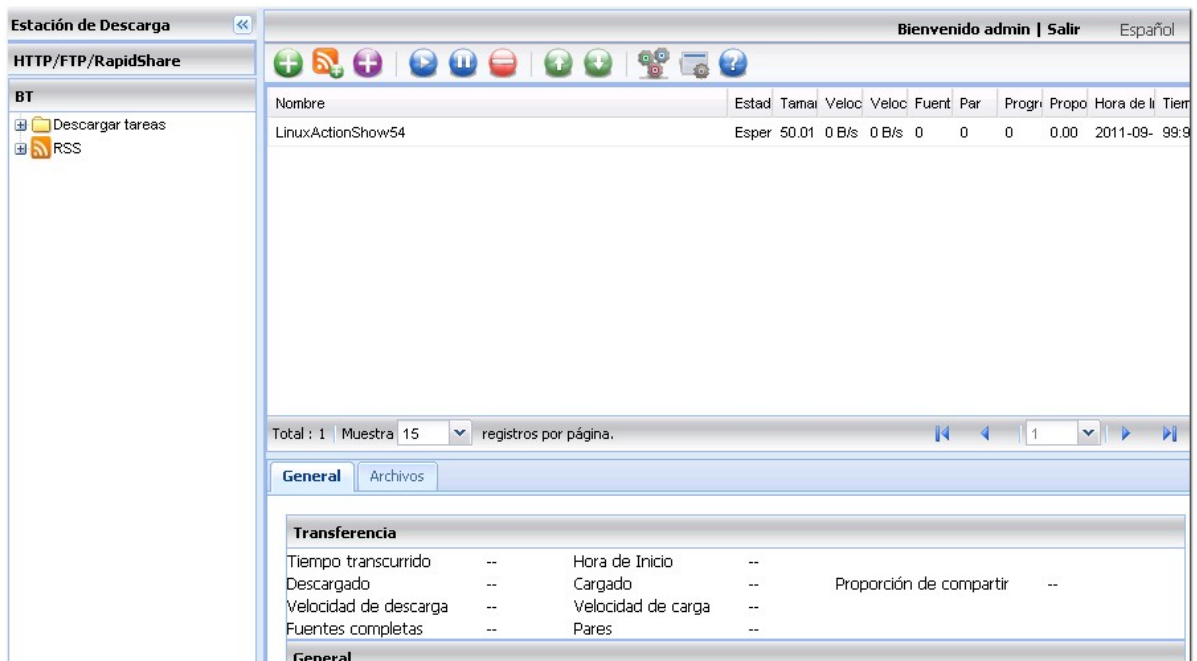 Estación de Descarga
Bienvenido admin | Salir Español
HTTP/FTP/RapidShare
BT
Descargar tareas
RSS
Nombre Estad Tamai Veloc Veloc Fuent Par Progr Propo Hora de I Tiem
LinuxActionShow54 Esper 50.01 0 B/s 0 B/s 0 0 0 0.00 2011-09- 99:9
Total : 1 Muestra 15 registros por página. 1
General Archivos
Transferencia
Tiempo transcurrido -- Hora de Inicio --
Descargado -- Cargado -- Proporción de compartir --
Velocidad de descarga -- Velocidad de carga --
Fuentes completas -- Pares --
General